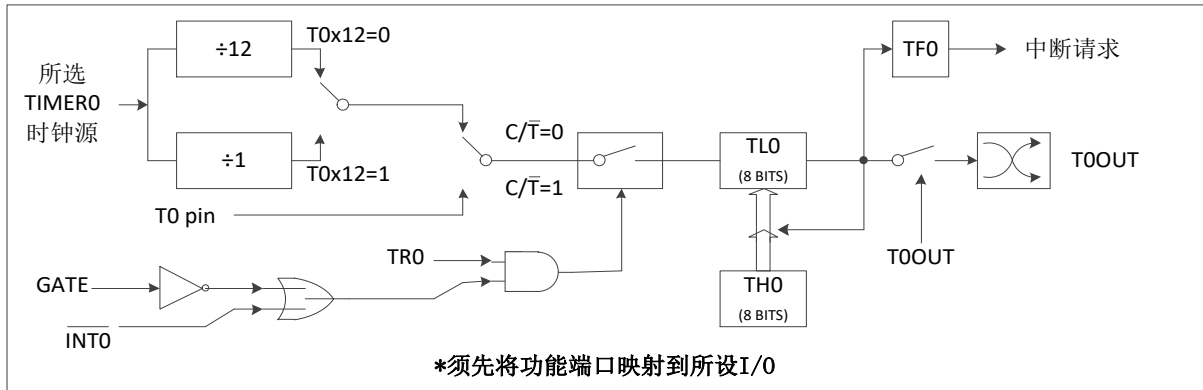 ÷12
T0x12=0
所选
TIMER0
时钟源
÷1
T0x12=1
T0 pin
C/T̅=0
C/T̅=1
TL0
(8 BITS)
TF0
中断请求
T0OUT
T0OUT
TR0
GATE
I̅N̅T̅0̅
TH0
(8 BITS)
*须先将功能端口映射到所设I/0